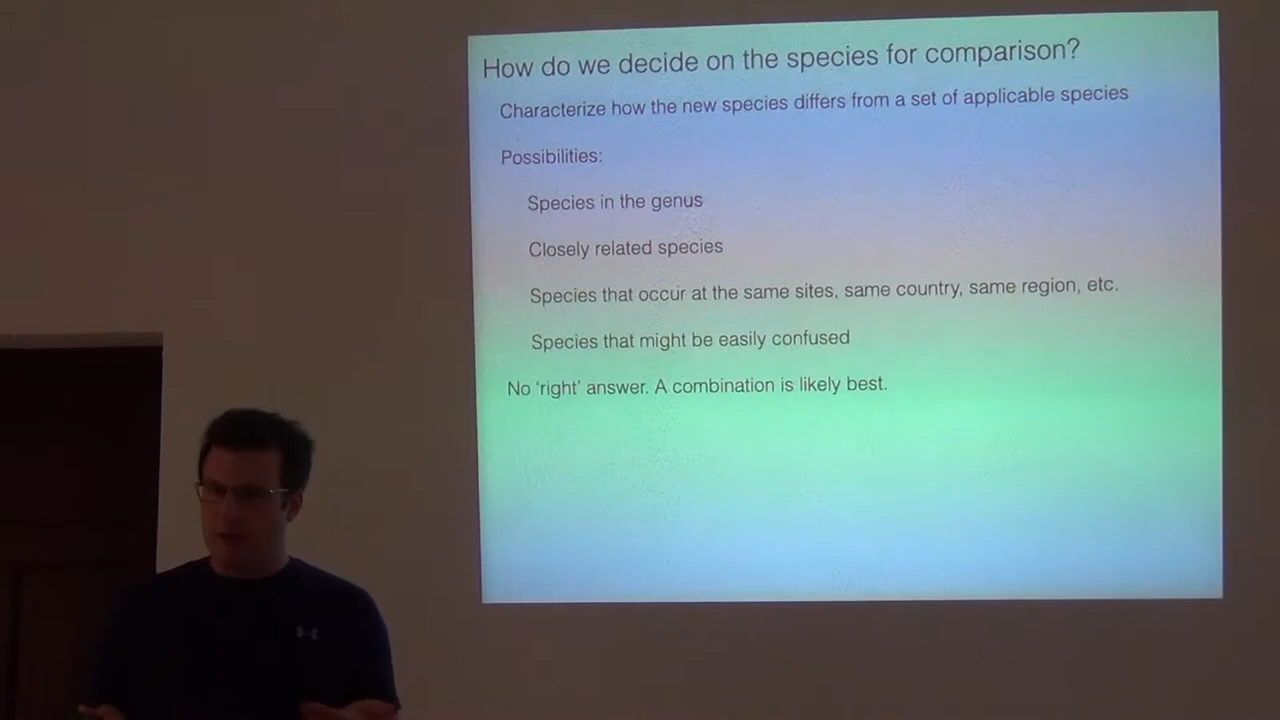 How do we decide on the species for comparison?
Characterize how the new species differs from a set of applicable species
Possibilities:
Species in the genus
Closely related species
Species that occur at the same sites, same country, same region, etc.
Species that might be easily confused
No ‘right’ answer. A combination is likely best.